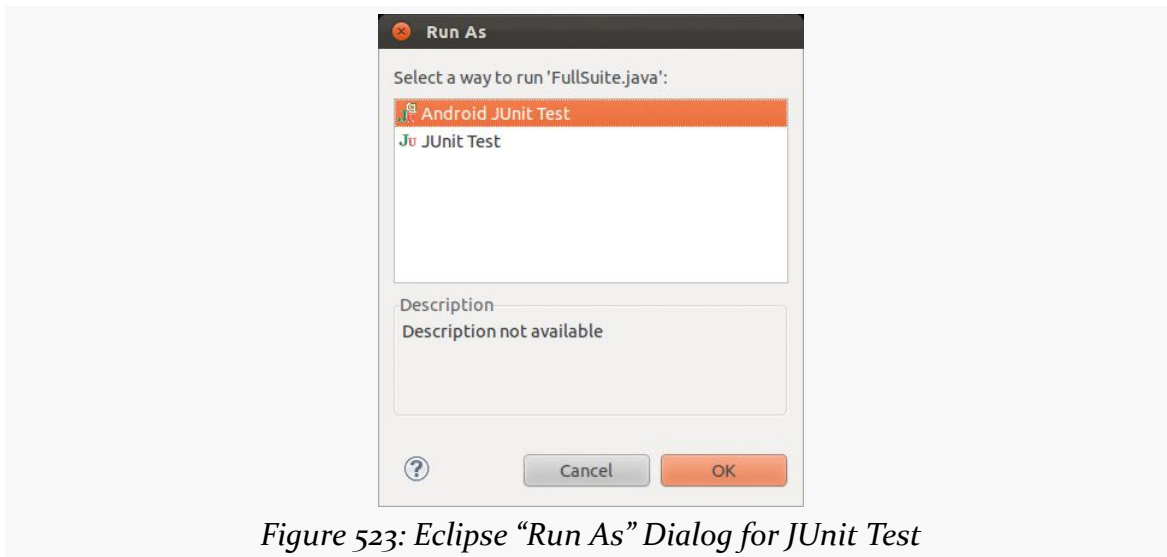 Run As
Select a way to run 'FullSuite.java':
Android JUnit Test
Ju JUnit Test
Description
Description not available
?
Cancel OK
Figure 523: Eclipse “Run As” Dialog for JUnit Test